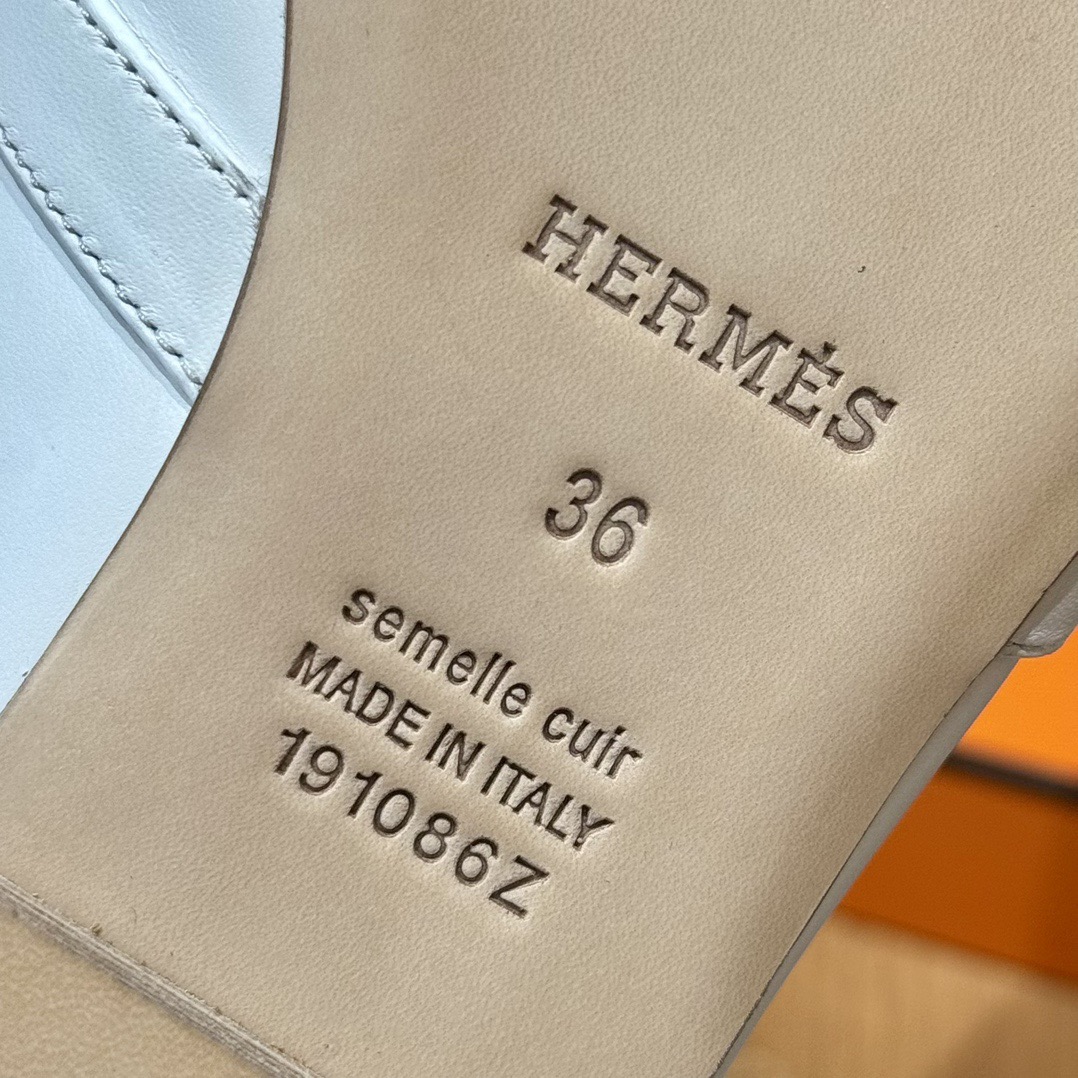 HERMÈS
36
semelle cuir
MADE IN ITALY
191086Z